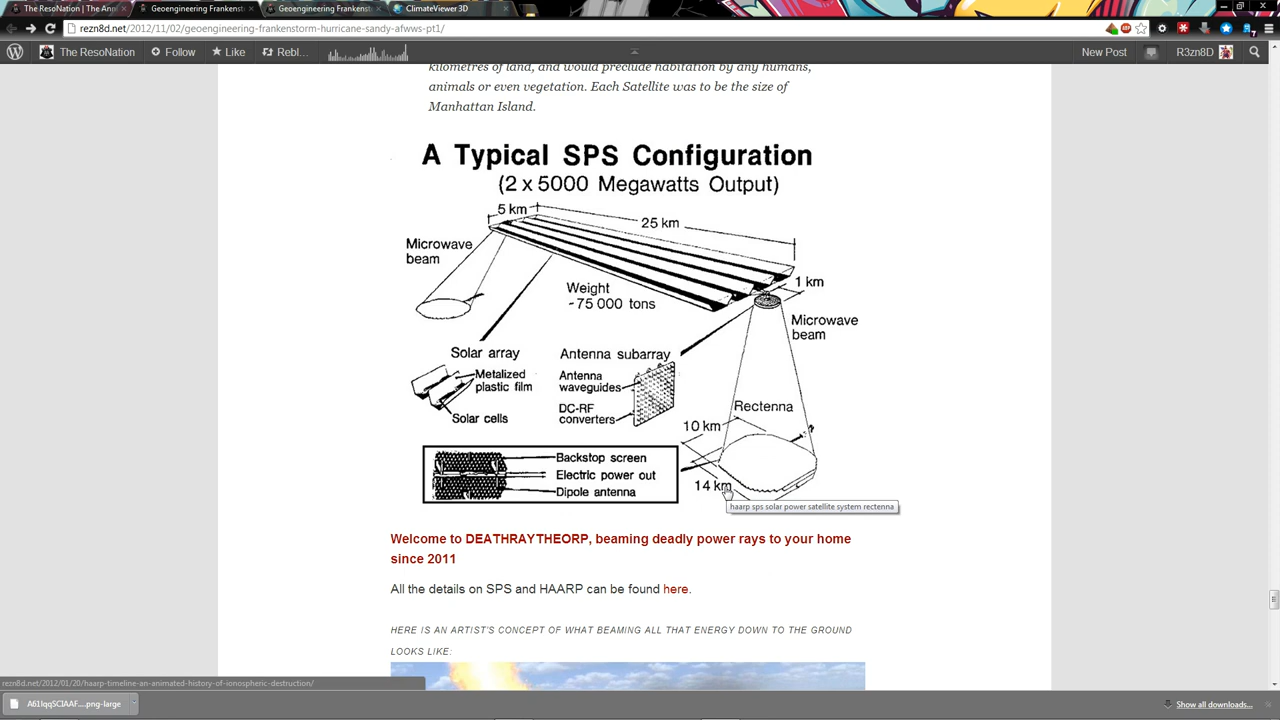 The ResoNation | The An
Geoengineering Frankenst
Geoengineering Frankenst
ClimateViewer 3D
rezn8d.net/2012/11/02/geoengineering-frankenstorm-hurricane-sandy-afwws-pt1/
The ResoNation
Follow
Like
Rebl...
New Post
R3znD8
kilometres of land, and would preclude habitation by any humans,
animals or even vegetation. Each Satellite was to be the size of
Manhattan Island.
A Typical SPS Configuration
(2 x 5000 Megawatts Output)
5 km
25 km
Microwave
beam
1 km
Weight
~75 000 tons
Microwave
beam
Solar array
Antenna subarray
Metalized
plastic film
Antenna
waveguides
Solar cells
DC-RF
converters
Rectenna
10 km
Backstop screen
Electric power out
Dipole antenna
14 km
haarp sps solar power satellite system rectenna
Welcome to DEATHRAYTHEORP, beaming deadly power rays to your home
since 2011
All the details on SPS and HAARP can be found here.
HERE IS AN ARTIST'S CONCEPT OF WHAT BEAMING ALL THAT ENERGY DOWN TO THE GROUND
LOOKS LIKE:
rezn8d.net/2012/01/20/haarp-timeline-an-animated-history-of-ionospheric-destruction/
A61lqqSCIAAF....png-large
Show all downloads...